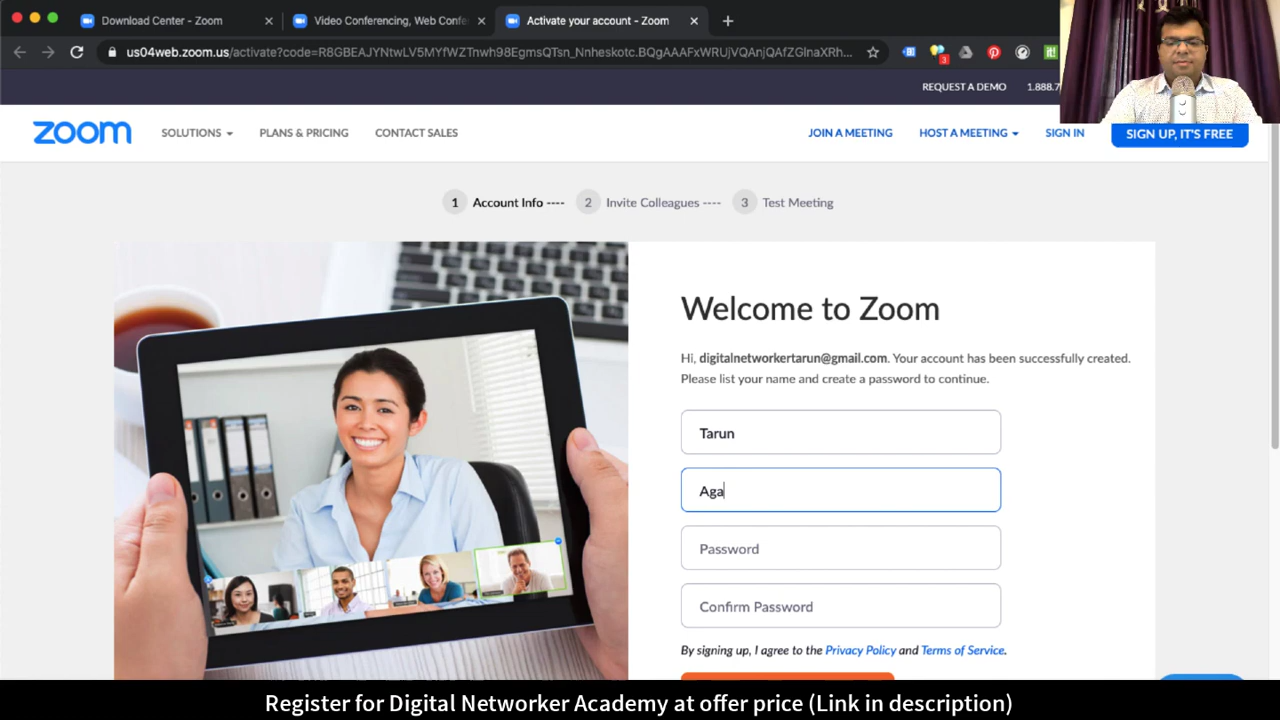 Download Center - Zoom
Video Conferencing, Web Confe
Activate your account - Zoom
us04web.zoom.us/activate?code=R8GBEAJYNtwLV5MYfWZThwh98EgmsQTsn_Nnheskotc.BQgAAAFxWRUjVQAnjQAfZGlnaXRh...
3
REQUEST A DEMO
1.888.7
zoom
SOLUTIONS
PLANS & PRICING
CONTACT SALES
JOIN A MEETING
HOST A MEETING
SIGN IN
SIGN UP, IT'S FREE
1 Account Info ----
2 Invite Colleagues ----
3 Test Meeting
Welcome to Zoom
Hi, digitalnetworkertarun@gmail.com. Your account has been successfully created.
Please list your name and create a password to continue.
Tarun
Aga
Password
Confirm Password
By signing up, I agree to the Privacy Policy and Terms of Service.
Register for Digital Networker Academy at offer price (Link in description)